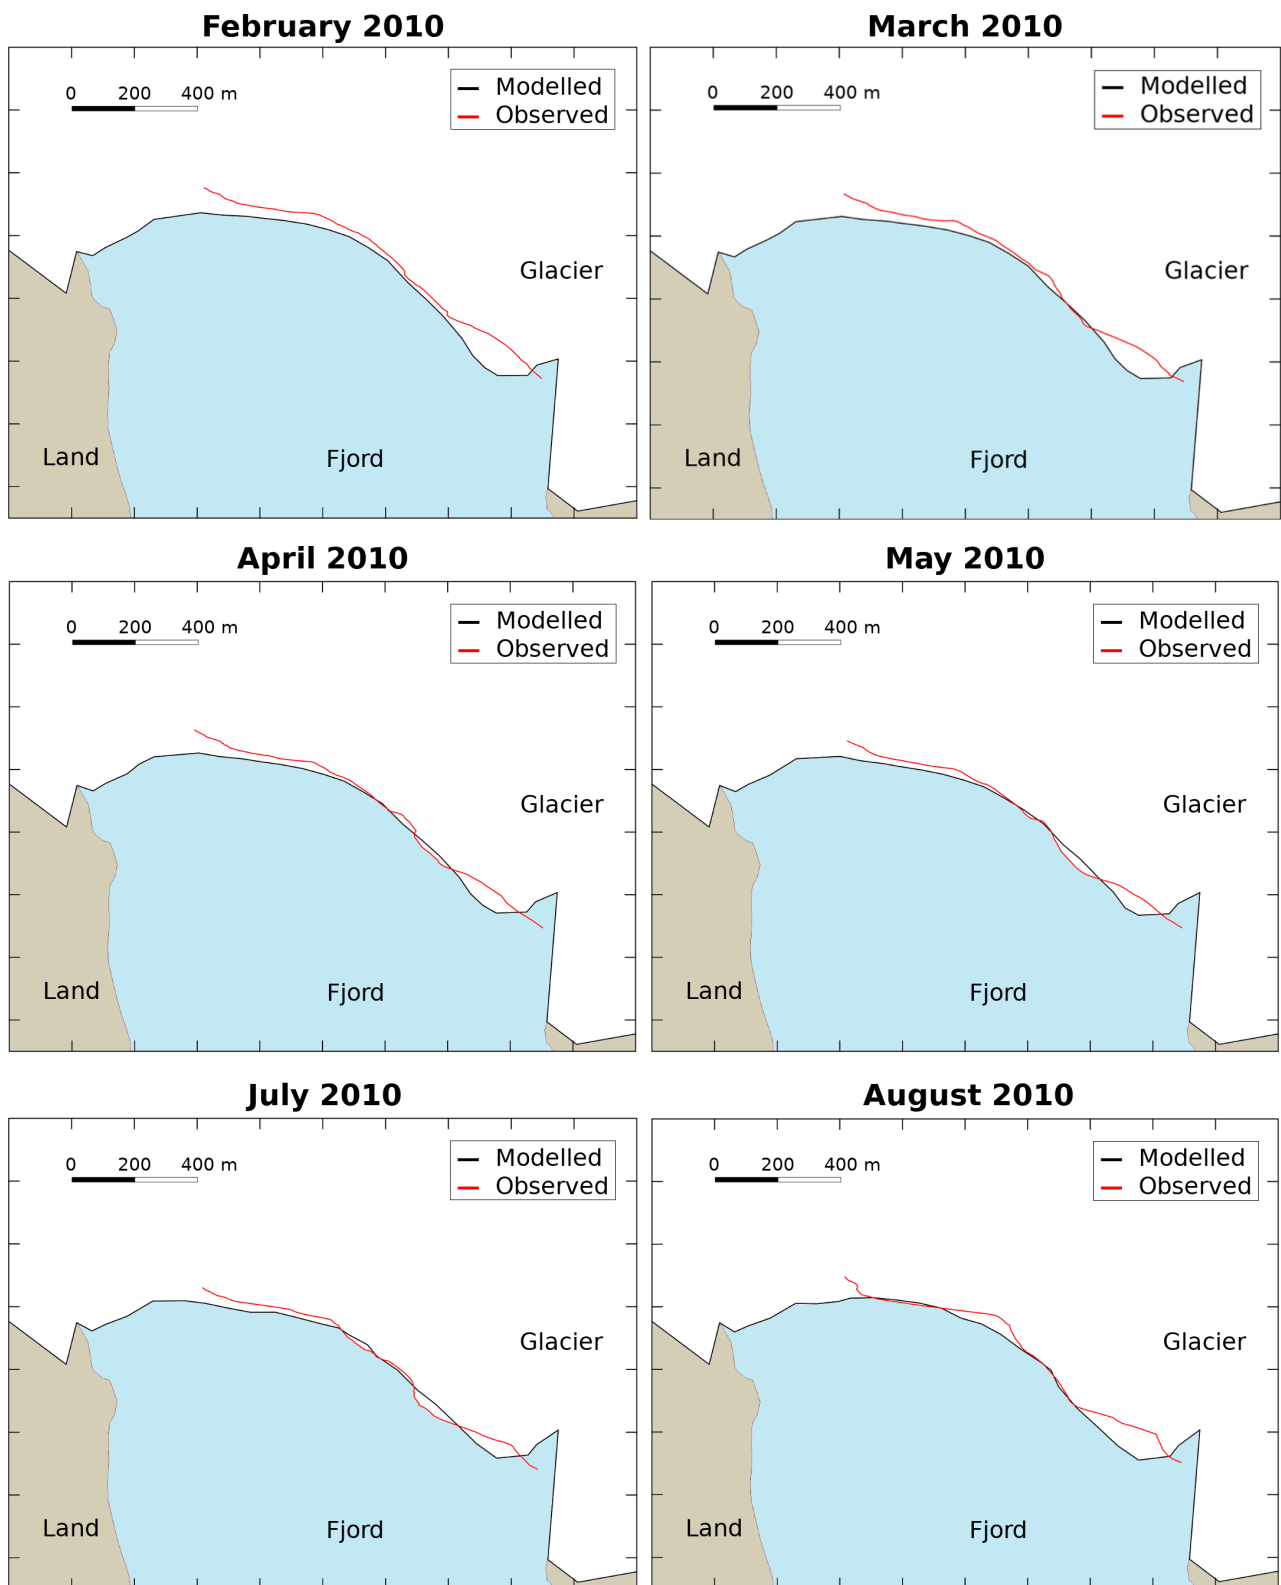 February 2010
0 200 400 m
Modelled
Observed
Glacier
Land
Fjord
March 2010
0 200 400 m
Modelled
Observed
Glacier
Land
Fjord
April 2010
0 200 400 m
Modelled
Observed
Glacier
Land
Fjord
May 2010
0 200 400 m
Modelled
Observed
Glacier
Land
Fjord
July 2010
0 200 400 m
Modelled
Observed
Glacier
Land
Fjord
August 2010
0 200 400 m
Modelled
Observed
Glacier
Land
Fjord